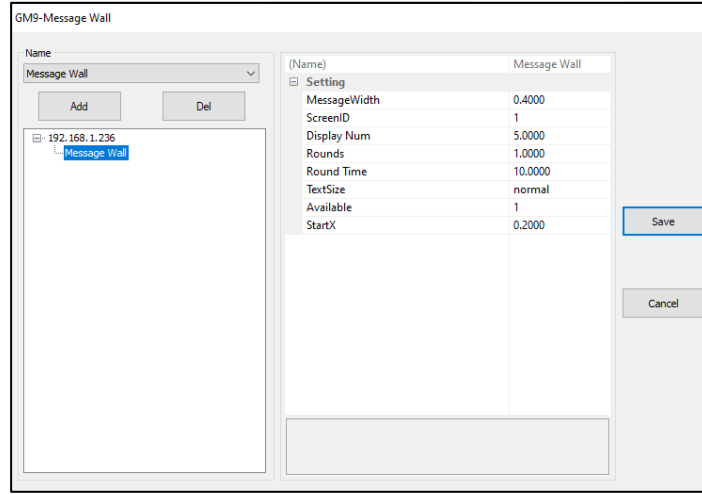 GM9-Message Wall
Name
Message Wall
Add Del
192.168.1.236
Message Wall
(Name) Message Wall
Setting
MessageWidth 0.4000
ScreenID 1
Display Num 5.0000
Rounds 1.0000
Round Time 10.0000
TextSize normal
Available 1
StartX 0.2000
Save
Cancel